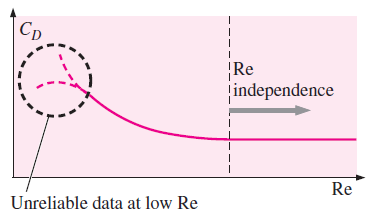 C_D
Re
independence
Re
Unreliable data at low Re